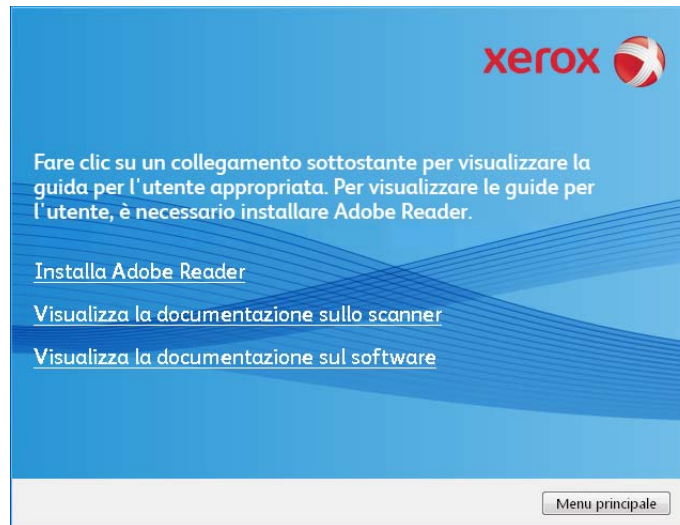 xerox
Fare clic su un collegamento sottostante per visualizzare la
guida per l'utente appropriata. Per visualizzare le guide per
l'utente, è necessario installare Adobe Reader.
Installa Adobe Reader
Visualizza la documentazione sullo scanner
Visualizza la documentazione sul software
Menu principale